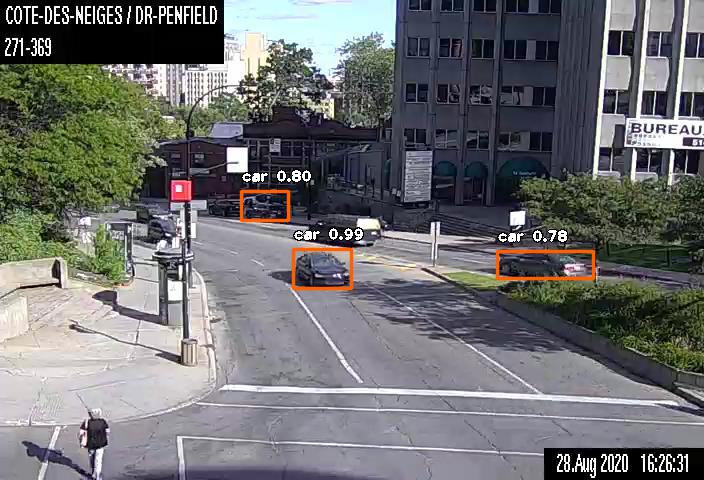 COTE-DES-NEIGES / DR-PENFIELD
271-369
BUREAU
car 0.80
car 0.99
car 0.78
28.Aug 2020 16:26:31